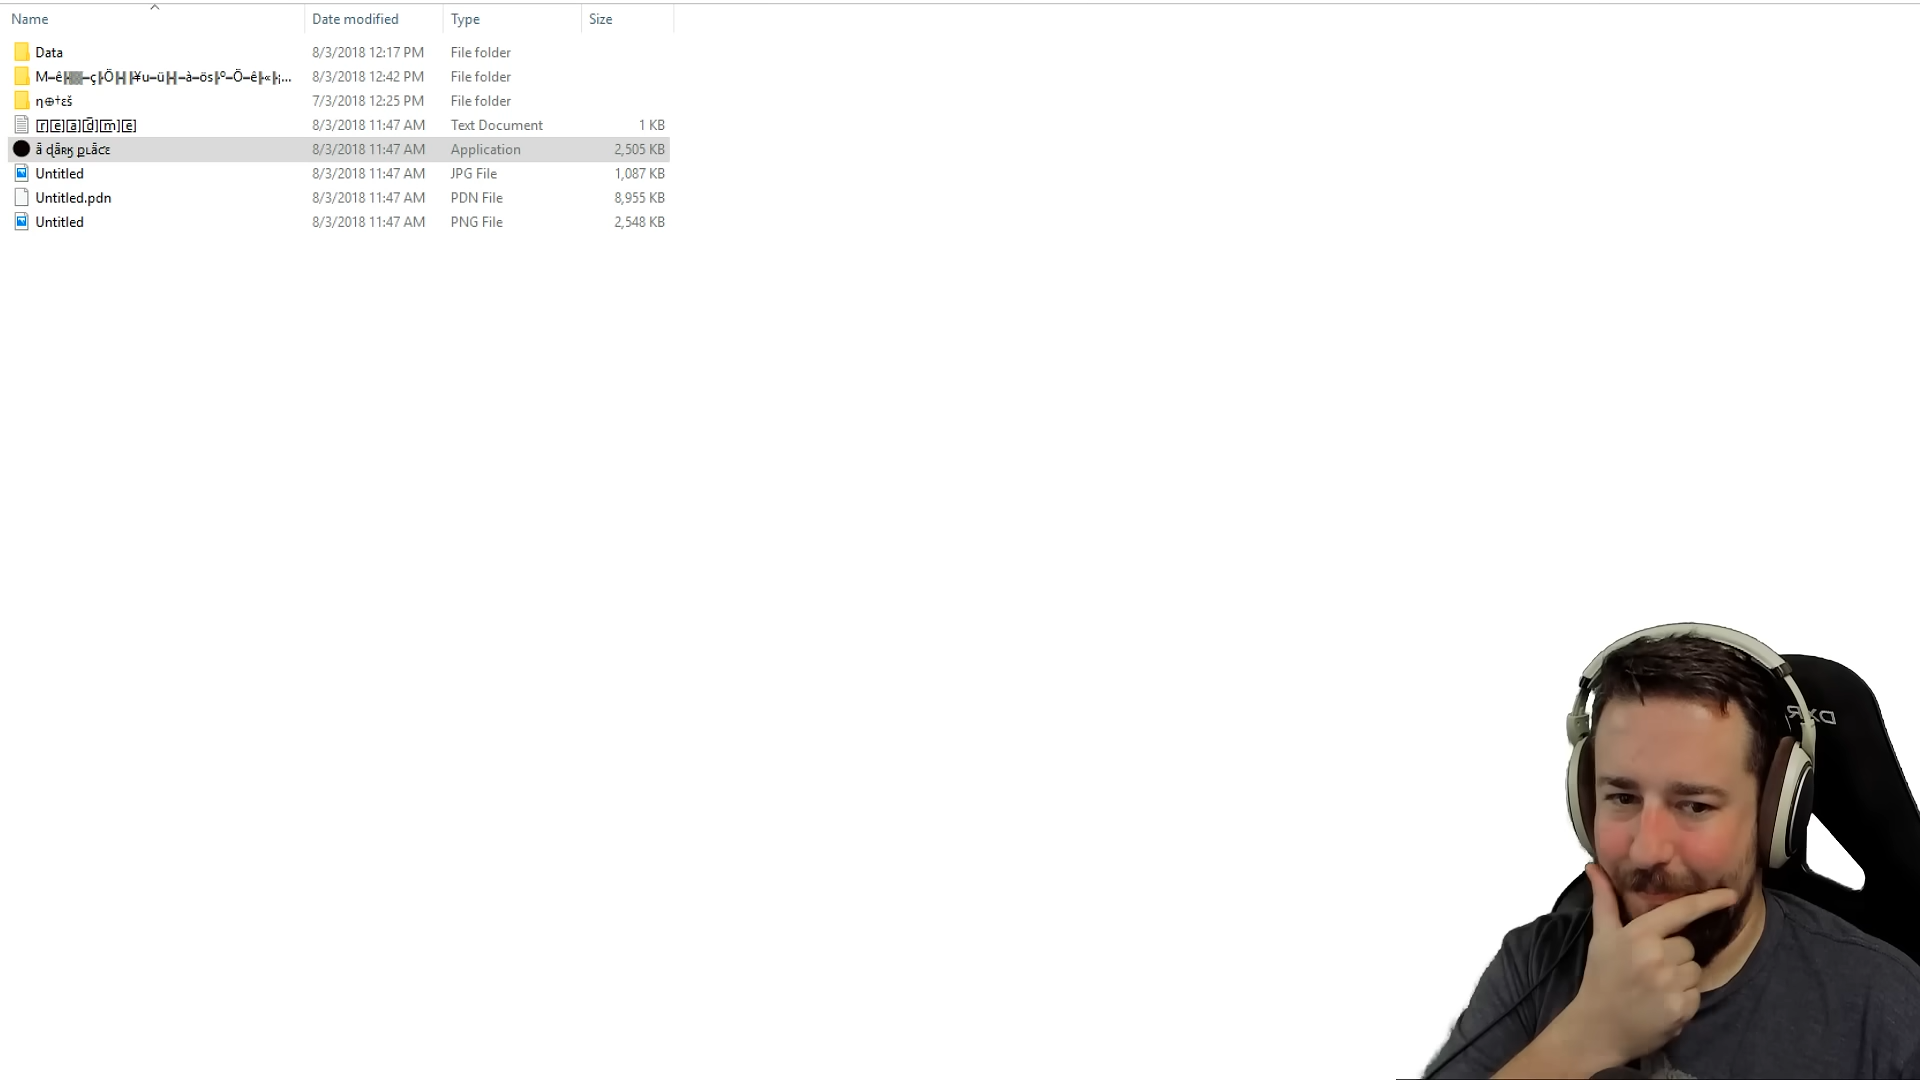 Name Date modified Type Size
Data 8/3/2018 12:17 PM File folder
8/3/2018 12:42 PM File folder
η⊕†εš 7/3/2018 12:25 PM File folder
[r̲̅][e̲̅][a̲̅][d̲̅][m̲̅][e̲̅] 8/3/2018 11:47 AM Text Document 1 KB
8/3/2018 11:47 AM Application 2,505 KB
Untitled 8/3/2018 11:47 AM JPG File 1,087 KB
Untitled.pdn 8/3/2018 11:47 AM PDN File 8,955 KB
Untitled 8/3/2018 11:47 AM PNG File 2,548 KB